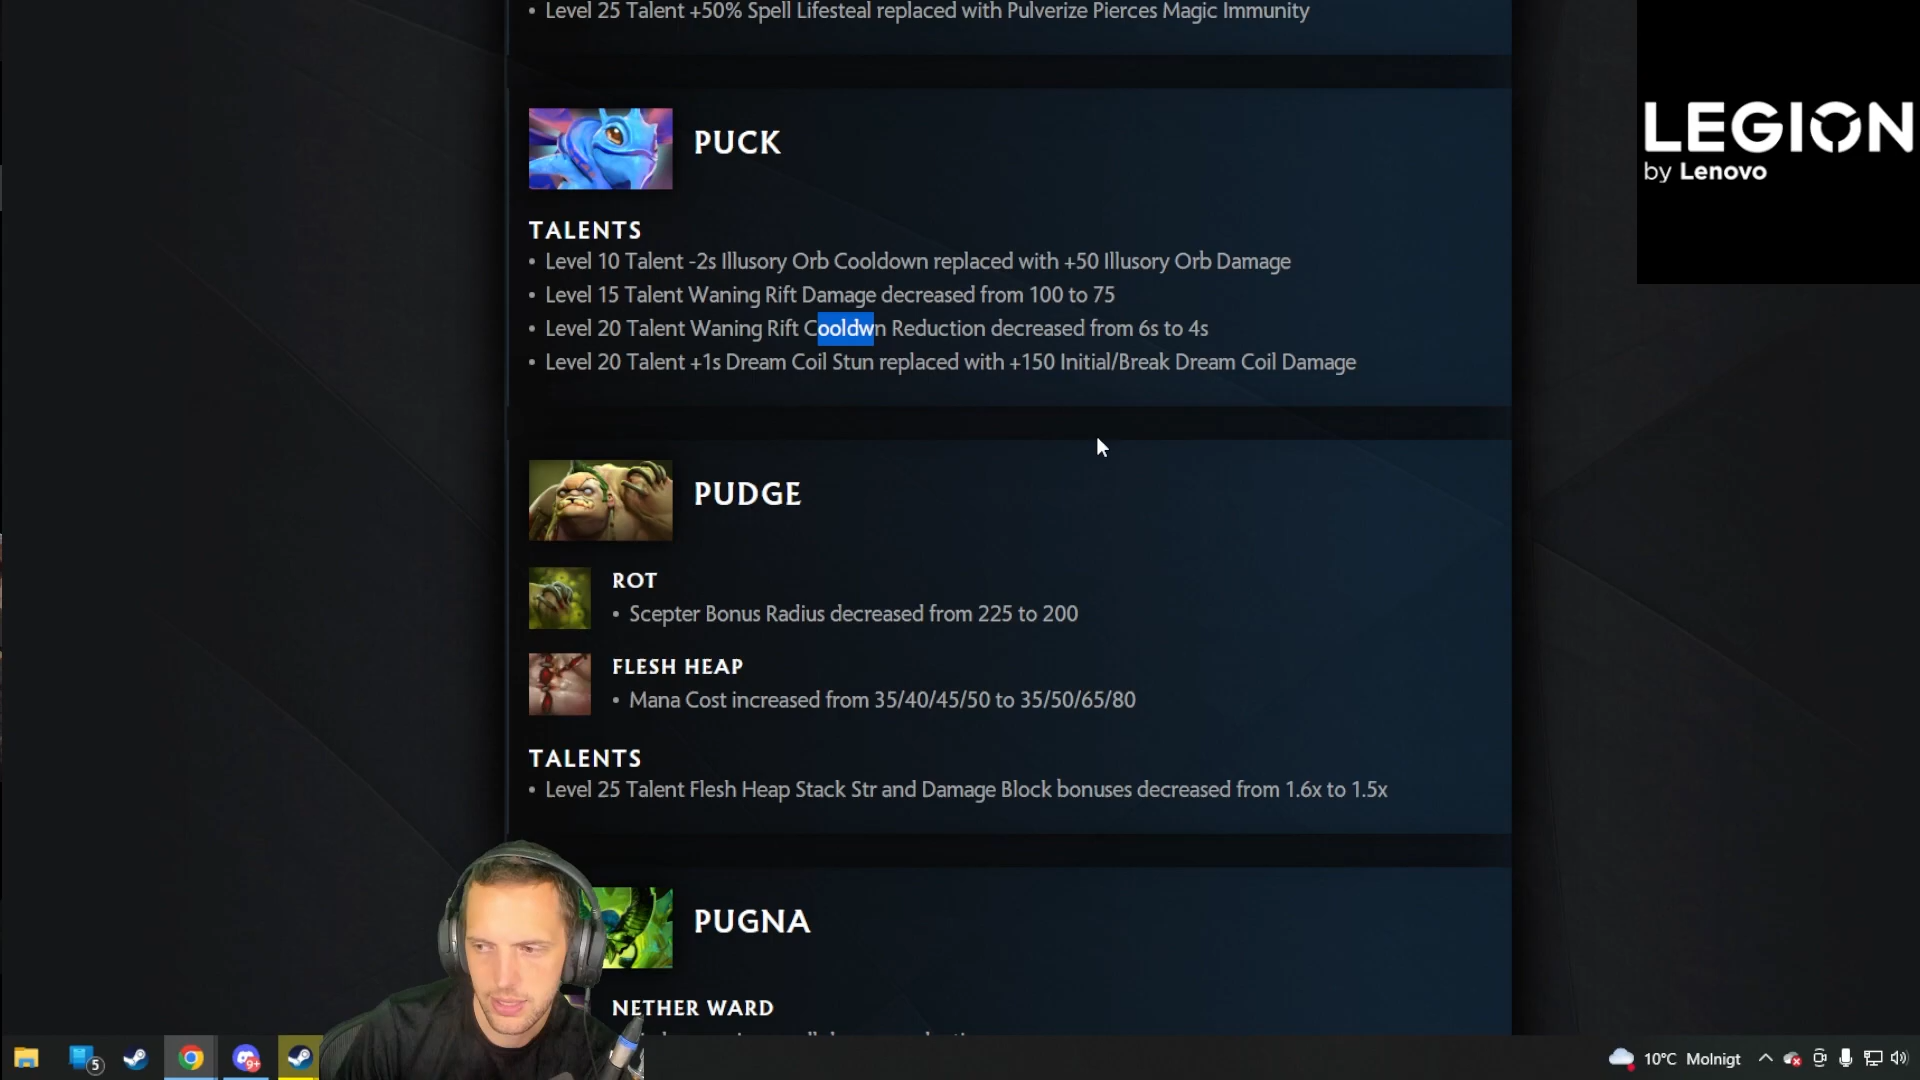 • Level 25 Talent +50% Spell Lifesteal replaced with Pulverize Pierces Magic Immunity
LEGION
by Lenovo
PUCK
TALENTS
• Level 10 Talent -2s Illusory Orb Cooldown replaced with +50 Illusory Orb Damage
• Level 15 Talent Waning Rift Damage decreased from 100 to 75
• Level 20 Talent Waning Rift Cooldwn Reduction decreased from 6s to 4s
• Level 20 Talent +1s Dream Coil Stun replaced with +150 Initial/Break Dream Coil Damage
PUDGE
ROT
• Scepter Bonus Radius decreased from 225 to 200
FLESH HEAP
• Mana Cost increased from 35/40/45/50 to 35/50/65/80
TALENTS
• Level 25 Talent Flesh Heap Stack Str and Damage Block bonuses decreased from 1.6x to 1.5x
PUGNA
NETHER WARD
5
9+
10°C Molnigt